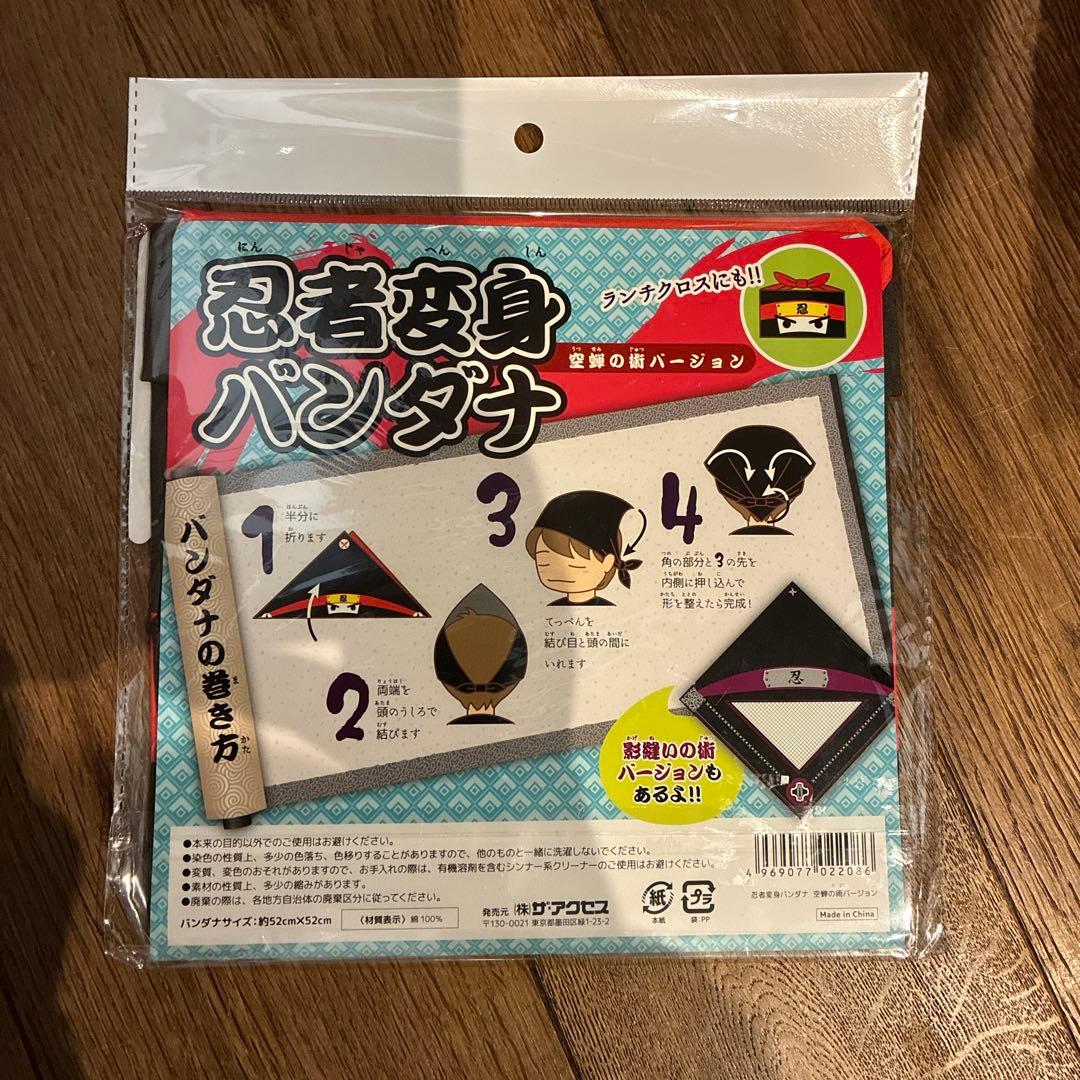 にん じゃ へん しん
忍者変身
バンダナ
ランチクロスにも!!
忍
うつ せみ じゅつ
空蝉の術バージョン
バンダナの巻き方
ま かた
1
はんぶん
半分に
お
折ります
忍
2
りょうはし
両端を
あたま
頭のうしろで
むす
結びます
3
てっぺんを
むす め あたま あいだ
結び目と頭の間に
いれます
4
つの ぶ ぶん さき
角の部分と3の先を
うちがわ お こ
内側に押し込んで
かたち ととの かんせい
形を整えたら完成!
忍
かげ ぬ じゅつ
影縫いの術
バージョンも
あるよ!!
●本来の目的以外でのご使用はお避けください。
●染色の性質上、多少の色落ち、色移りすることがありますので、他のものと一緒に洗濯しないでください。
●変質、変色のおそれがありますので、お手入れの際は、有機溶剤を含むシンナー系クリーナーのご使用はお避けください。
●素材の性質上、多少の縮みがあります。
●廃棄の際は、各地方自治体の廃棄区分に従ってください。
バンダナサイズ:約52cm×52cm
〈材質表示〉綿100%
発売元 (株)ザ・アクセス
〒130-0021 東京都墨田区緑1-23-2
紙
本紙
プラ
袋:PP
4 969077 022086
忍者変身バンダナ 空蝉の術バージョン
Made in China